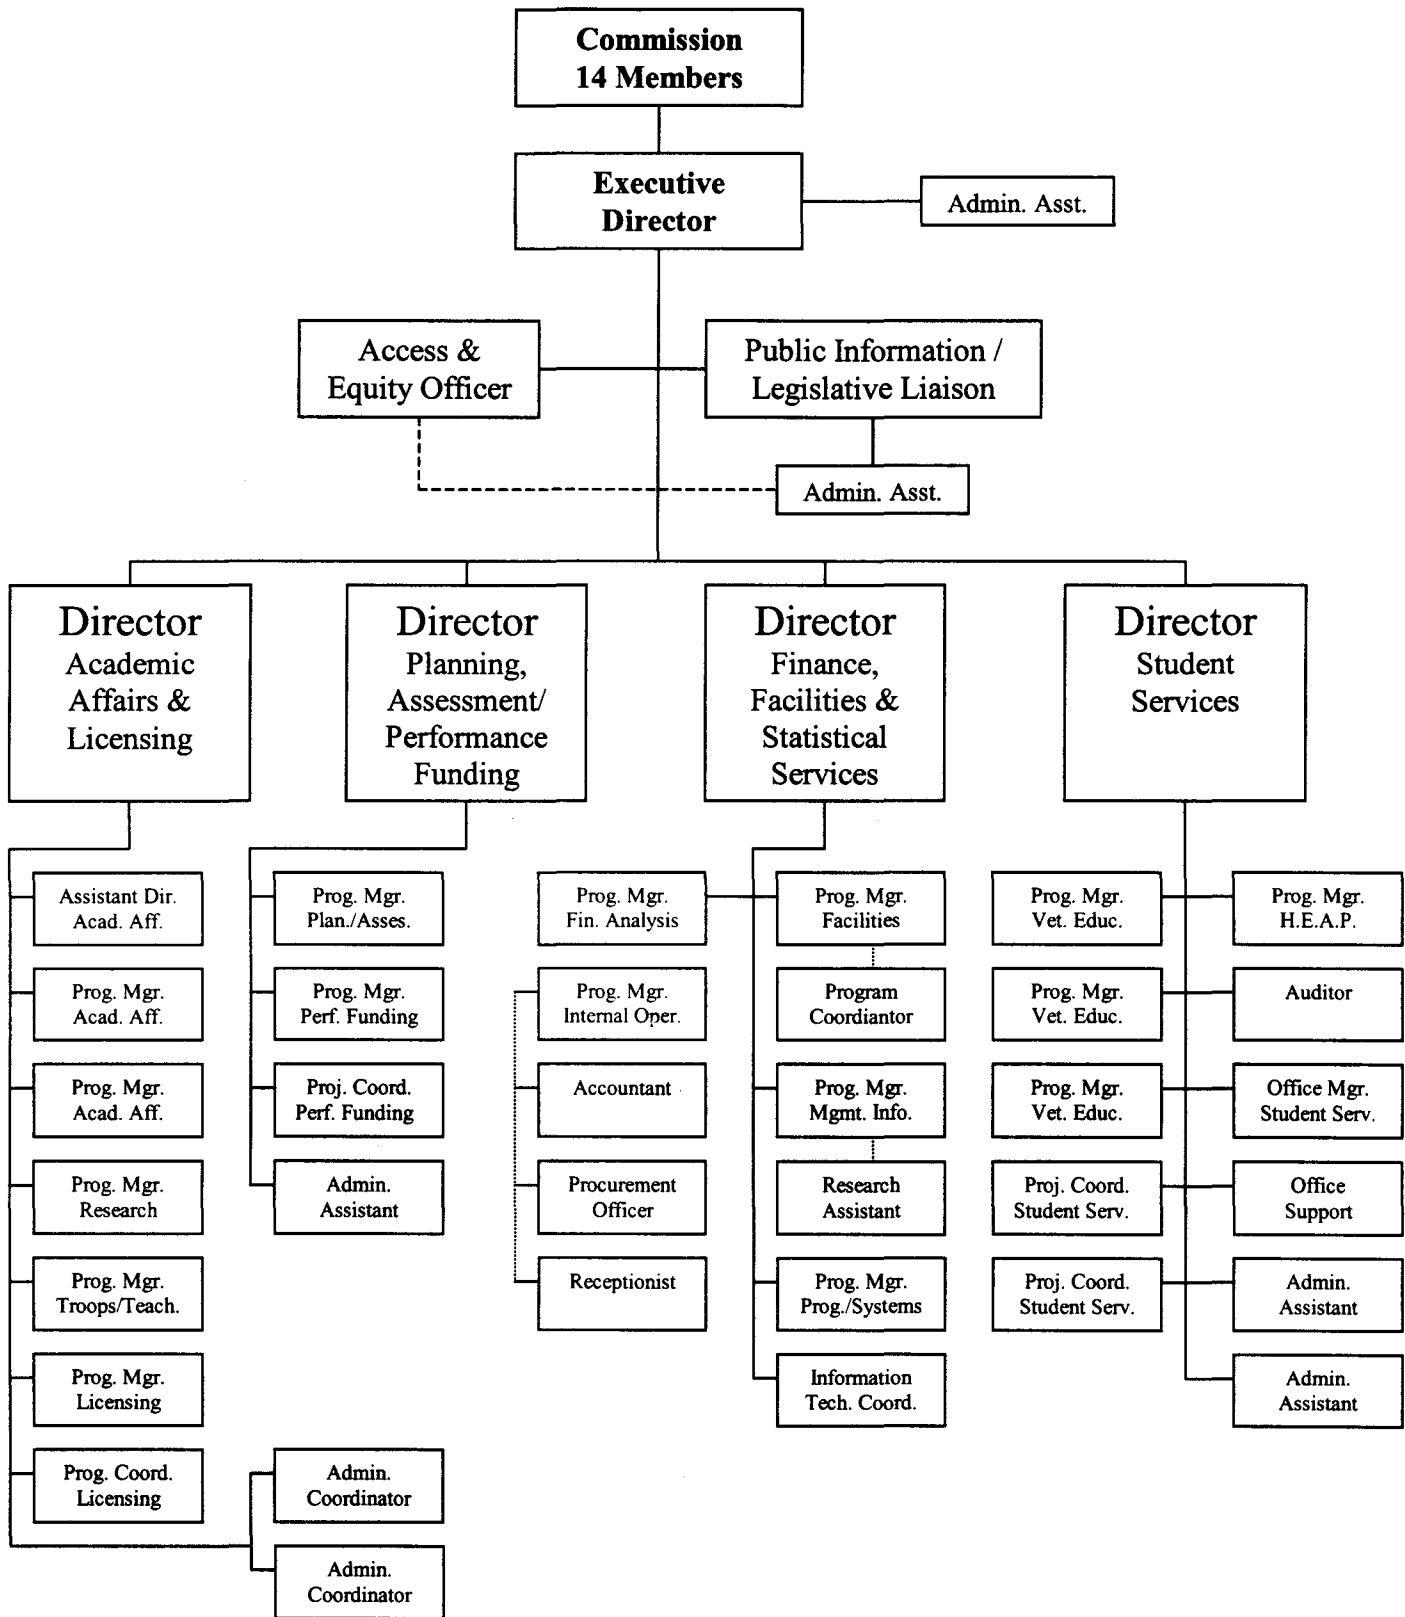 Commission
14 Members
Executive
Director
Admin. Asst.
Access &
Equity Officer
Public Information /
Legislative Liaison
Admin. Asst.
Director
Academic
Affairs &
Licensing
Director
Planning,
Assessment/
Performance
Funding
Director
Finance,
Facilities &
Statistical
Services
Director
Student
Services
Assistant Dir.
Acad. Aff.
Prog. Mgr.
Acad. Aff.
Prog. Mgr.
Acad. Aff.
Prog. Mgr.
Research
Prog. Mgr.
Troops/Teach.
Prog. Mgr.
Licensing
Prog. Coord.
Licensing
Admin.
Coordinator
Admin.
Coordinator
Prog. Mgr.
Plan./Asses.
Prog. Mgr.
Perf. Funding
Proj. Coord.
Perf. Funding
Admin.
Assistant
Prog. Mgr.
Fin. Analysis
Prog. Mgr.
Internal Oper.
Accountant
Procurement
Officer
Receptionist
Prog. Mgr.
Facilities
Program
Coordiantor
Prog. Mgr.
Mgmt. Info.
Research
Assistant
Prog. Mgr.
Prog./Systems
Information
Tech. Coord.
Prog. Mgr.
Vet. Educ.
Prog. Mgr.
Vet. Educ.
Prog. Mgr.
Vet. Educ.
Proj. Coord.
Student Serv.
Proj. Coord.
Student Serv.
Prog. Mgr.
H.E.A.P.
Auditor
Office Mgr.
Student Serv.
Office
Support
Admin.
Assistant
Admin.
Assistant